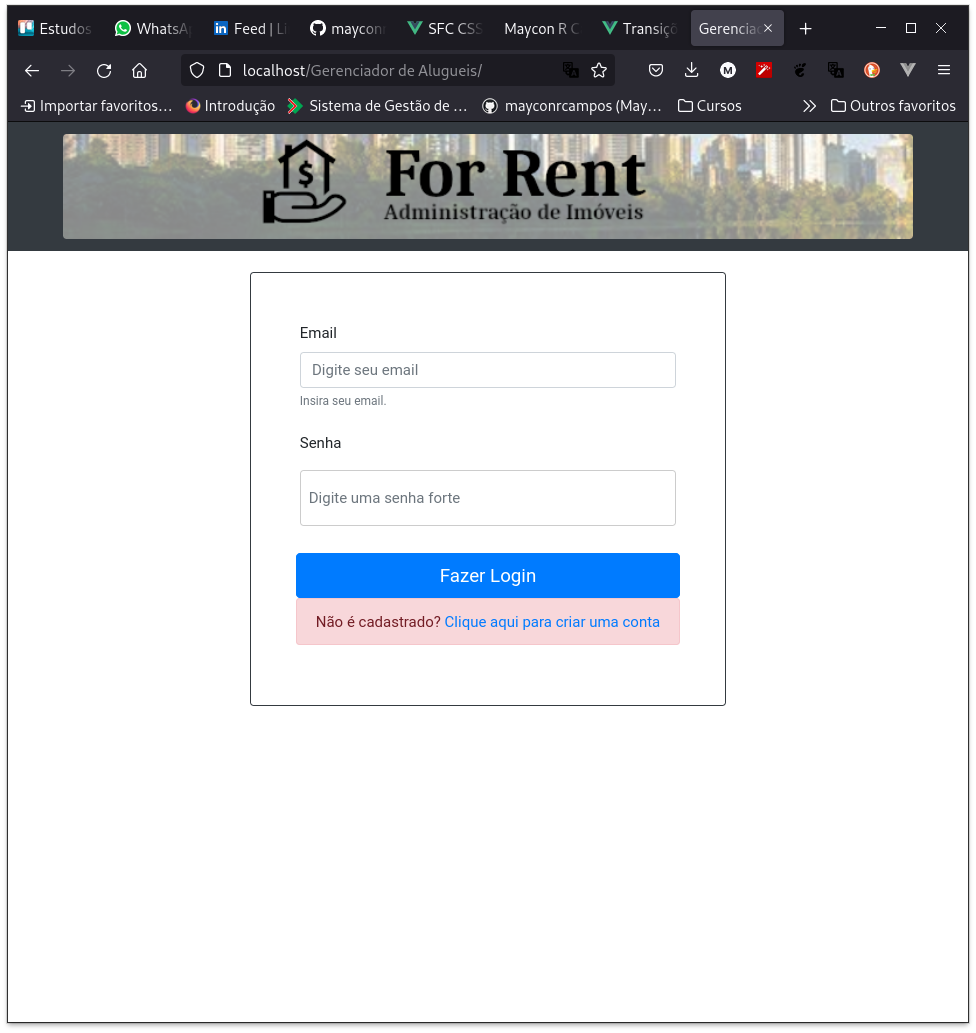 Estudos WhatsA Feed | Li maycon SFC CSS Maycon R C Transiçõ Gerencia
localhost/Gerenciador de Alugueis/
Importar favoritos… Introdução Sistema de Gestão de … mayconrcampos (May… Cursos Outros favoritos
For Rent
Administração de Imóveis
Email
Digite seu email
Insira seu email.
Senha
Digite uma senha forte
Fazer Login
Não é cadastrado? Clique aqui para criar uma conta